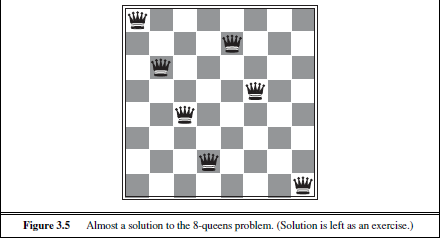 Figure 3.5 Almost a solution to the 8-queens problem. (Solution is left as an exercise.)